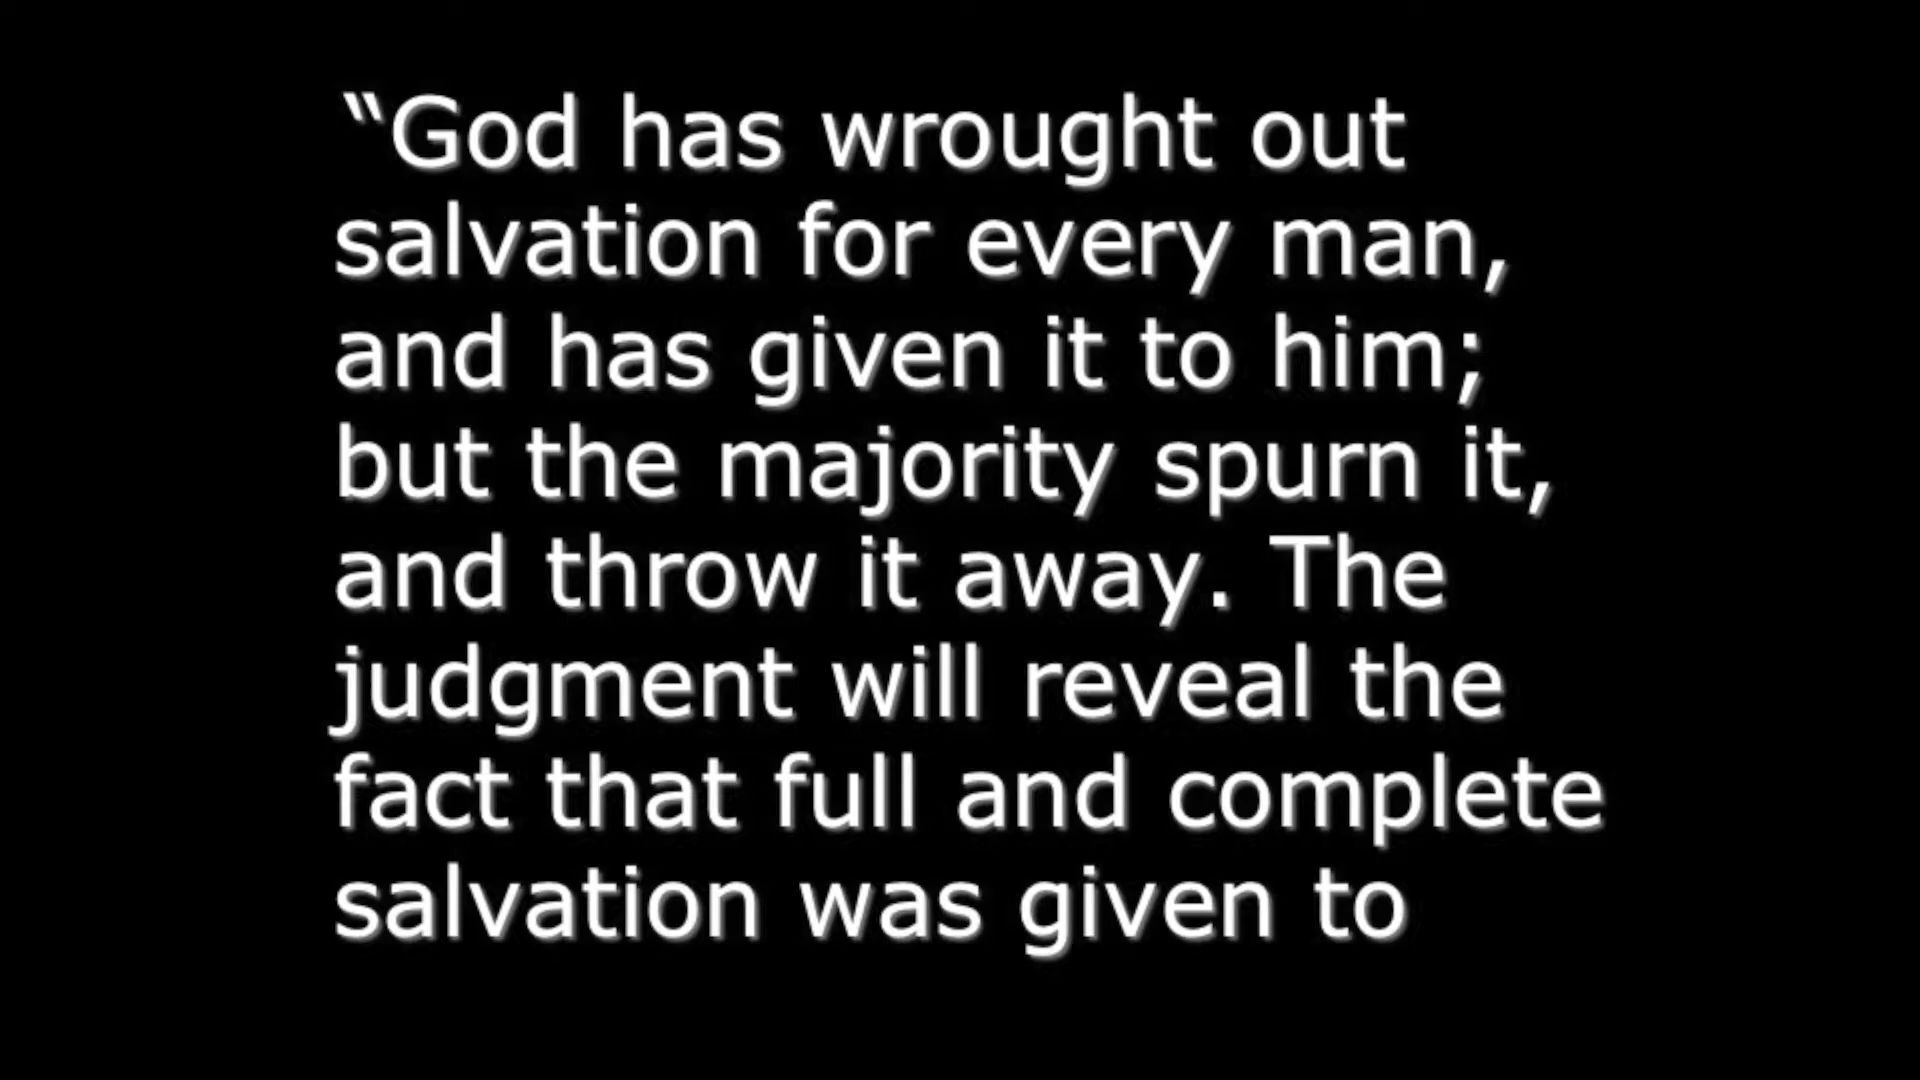 “God has wrought out
salvation for every man,
and has given it to him;
but the majority spurn it,
and throw it away. The
judgment will reveal the
fact that full and complete
salvation was given to